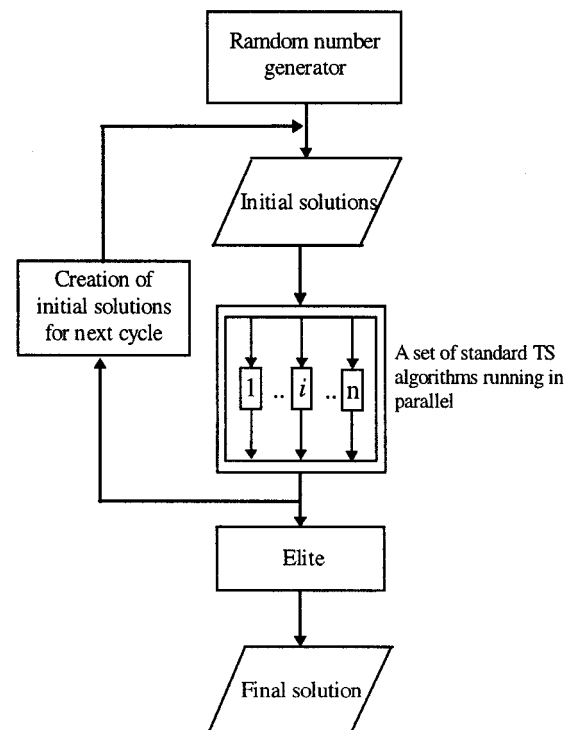 Ramdom number
generator
Initial solutions
Creation of
initial solutions
for next cycle
1 .. i .. n
A set of standard TS
algorithms running in
parallel
Elite
Final solution